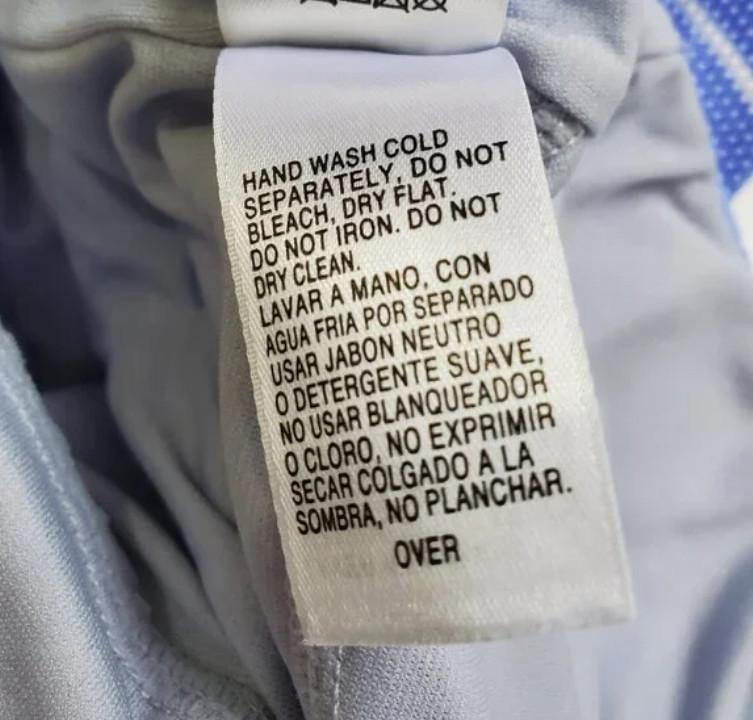 HAND WASH COLD
SEPARATELY, DO NOT
BLEACH, DRY FLAT.
DO NOT IRON. DO NOT
DRY CLEAN.
LAVAR A MANO, CON
AGUA FRIA POR SEPARADO
USAR JABON NEUTRO
O DETERGENTE SUAVE,
NO USAR BLANQUEADOR
O CLORO, NO EXPRIMIR
SECAR COLGADO A LA
SOMBRA, NO PLANCHAR.
OVER